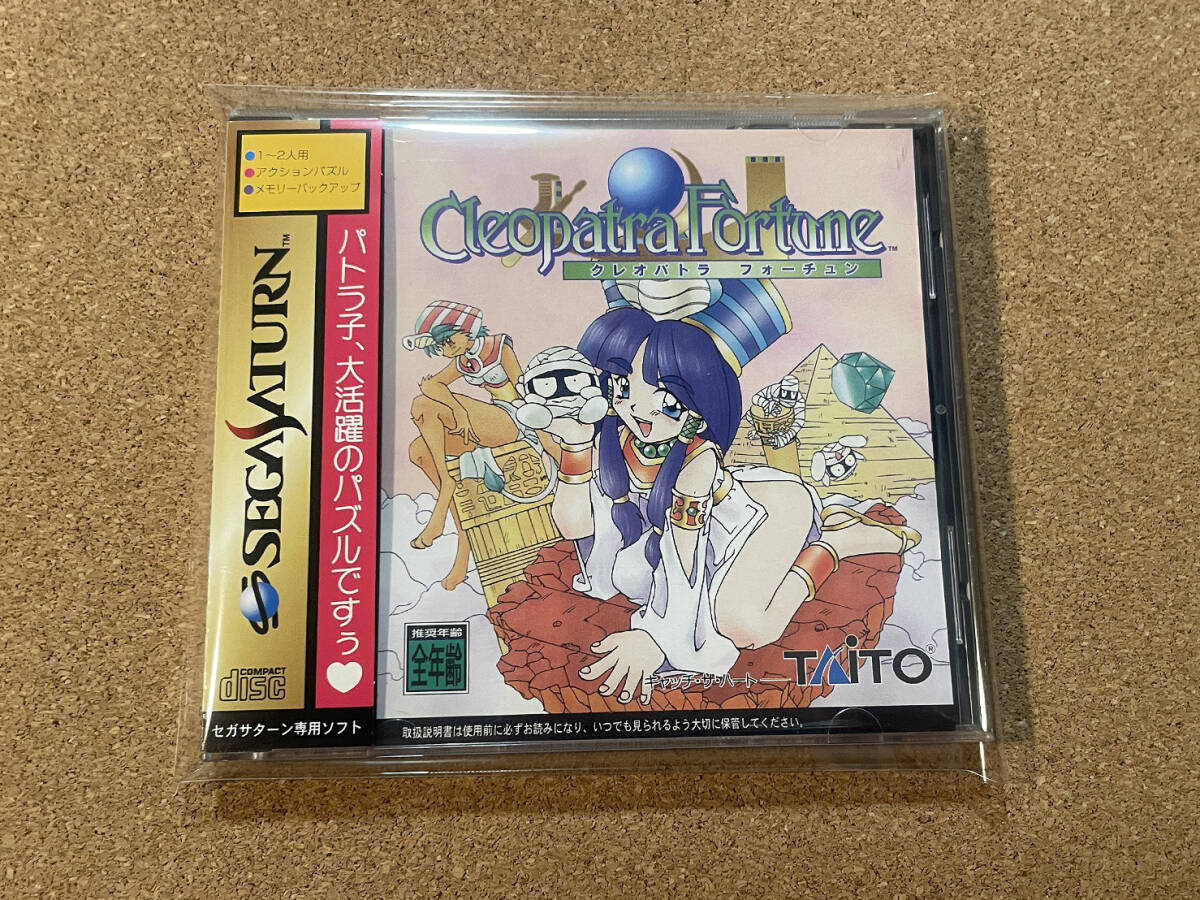 ●1〜2人用
●アクションパズル
●メモリーバックアップ
SEGA SATURN™
パトラ子、大活躍のパズルですぅ♥
COMPACT
disc
セガサターン専用ソフト
Cleopatra Fortune™
クレオパトラ フォーチュン
推奨年齢
全年齢
キャッチ・ザ・ハート
TAITO®
取扱説明書は使用前に必ずお読みになり、いつでも見られるよう大切に保管してください。